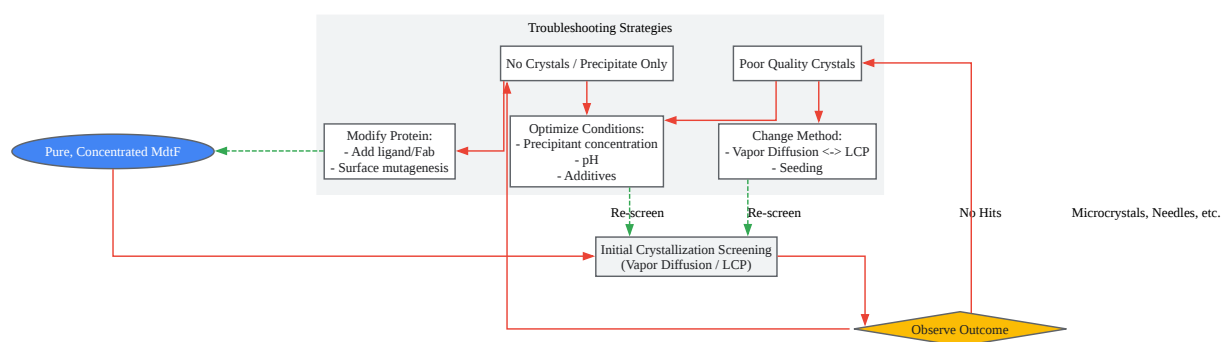 Troubleshooting Strategies
No Crystals / Precipitate Only
Poor Quality Crystals
Pure, Concentrated MdtF
Modify Protein:
- Add ligand/Fab
- Surface mutagenesis
Optimize Conditions:
- Precipitant concentration
- pH
- Additives
Change Method:
- Vapor Diffusion <-> LCP
- Seeding
Re-screen
Re-screen
No Hits
Microcrystals, Needles, etc.
Initial Crystallization Screening
(Vapor Diffusion / LCP)
Observe Outcome